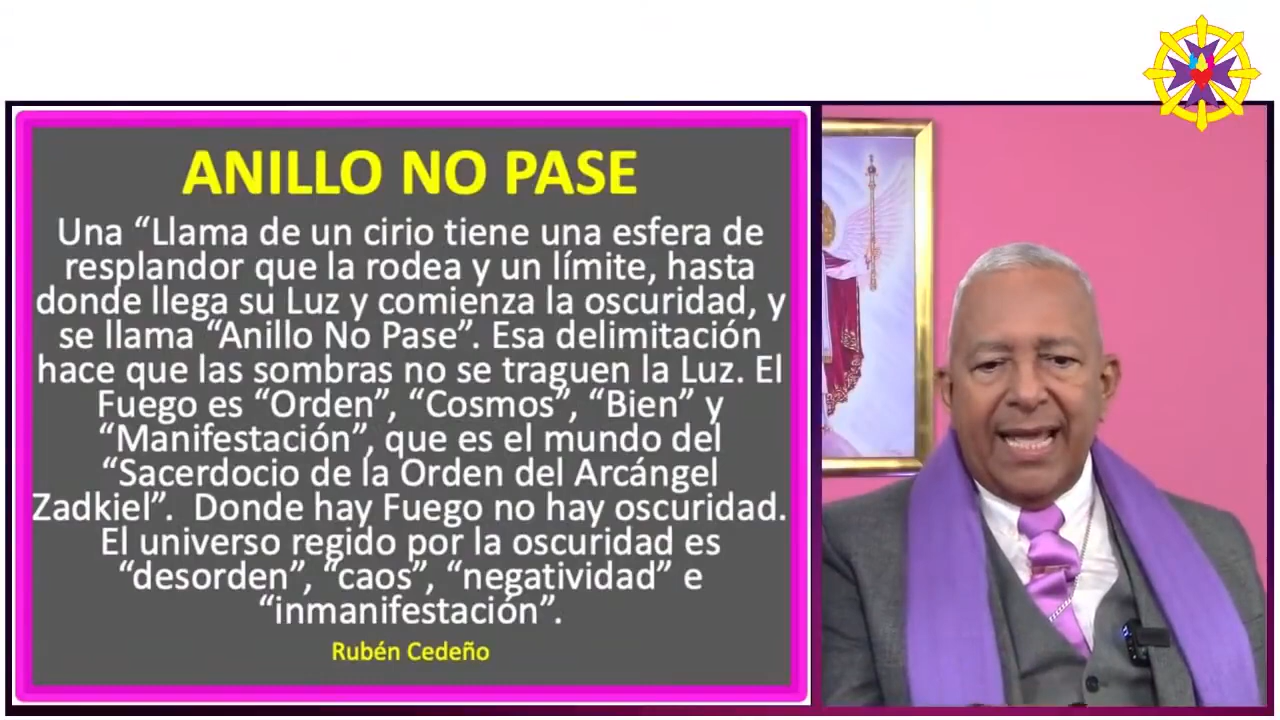 ANILLO NO PASE
Una “Llama de un cirio tiene una esfera de
resplandor que la rodea y un límite, hasta
donde llega su Luz y comienza la oscuridad, y
se llama “Anillo No Pase”. Esa delimitación
hace que las sombras no se traguen la Luz. El
Fuego es “Orden”, “Cosmos”, “Bien” y
“Manifestación”, que es el mundo del
“Sacerdocio de la Orden del Arcángel
Zadkiel”.  Donde hay Fuego no hay oscuridad.
El universo regido por la oscuridad es
“desorden”, “caos”, “negatividad” e
“inmanifestación”.
Rubén Cedeño